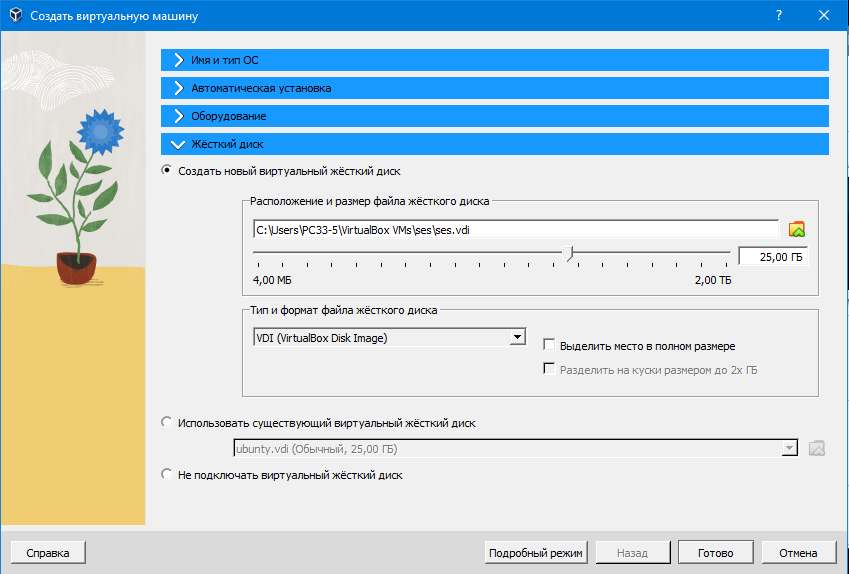 Создать виртуальную машину
?
Имя и тип ОС
Автоматическая установка
Оборудование
Жёсткий диск
Создать новый виртуальный жёсткий диск
Расположение и размер файла жёсткого диска
C:\Users\PC33-5\VirtualBox VMs\ses\ses.vdi
25,00 ГБ
4,00 МБ 2,00 ТБ
Тип и формат файла жёсткого диска
VDI (VirtualBox Disk Image)
Выделить место в полном размере
Разделить на куски размером до 2х ГБ
Использовать существующий виртуальный жёсткий диск
ubunty.vdi (Обычный, 25,00 ГБ)
Не подключать виртуальный жёсткий диск
Справка Подробный режим Назад Готово Отмена